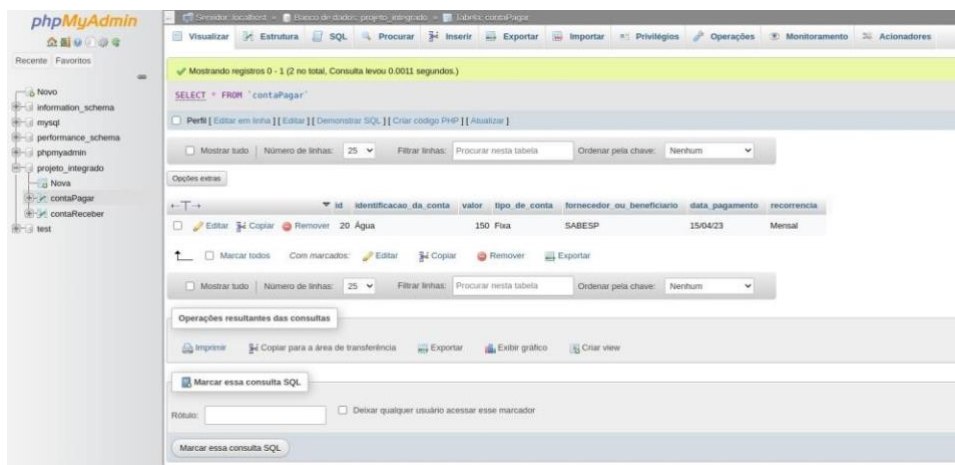 phpMyAdmin
Recente Favoritos
Novo
information_schema
mysql
performance_schema
phpmyadmin
projeto_integrado
Nova
contaPagar
contaReceber
test
Servidor: localhost » Banco de dados: projeto_integrado » Tabela: contaPagar
Visualizar Estrutura SQL Procurar Inserir Exportar Importar Privilégios Operações Monitoramento Acionadores
Mostrando registros 0 - 1 (2 no total, Consulta levou 0.0011 segundos.)
SELECT * FROM `contaPagar`
Perfil [ Editar em linha ] [ Editar ] [ Demonstrar SQL ] [ Criar código PHP ] [ Atualizar ]
Mostrar tudo | Número de linhas: 25 Filtrar linhas: Procurar nesta tabela Ordenar pela chave: Nenhum
Opções extras
←T→ id identificacao_da_conta valor tipo_de_conta fornecedor_ou_beneficiario data_pagamento recorrencia
Editar Copiar Remover 20 Água 150 Fixa SABESP 15/04/23 Mensal
Marcar todos Com marcados: Editar Copiar Remover Exportar
Mostrar tudo | Número de linhas: 25 Filtrar linhas: Procurar nesta tabela Ordenar pela chave: Nenhum
Operações resultantes das consultas
Imprimir Copiar para a área de transferência Exportar Exibir gráfico Criar view
Marcar essa consulta SQL
Rótulo: Deixar qualquer usuário acessar esse marcador
Marcar essa consulta SQL